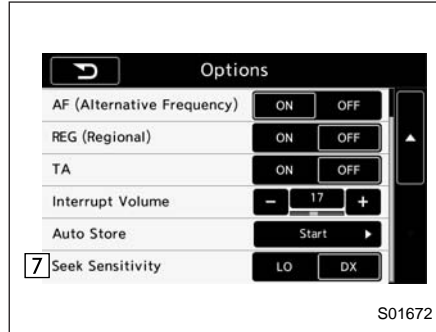 Options
AF (Alternative Frequency) ON OFF
REG (Regional) ON OFF
TA ON OFF
Interrupt Volume − 17 +
Auto Store Start
7 Seek Sensitivity LO DX
S01672